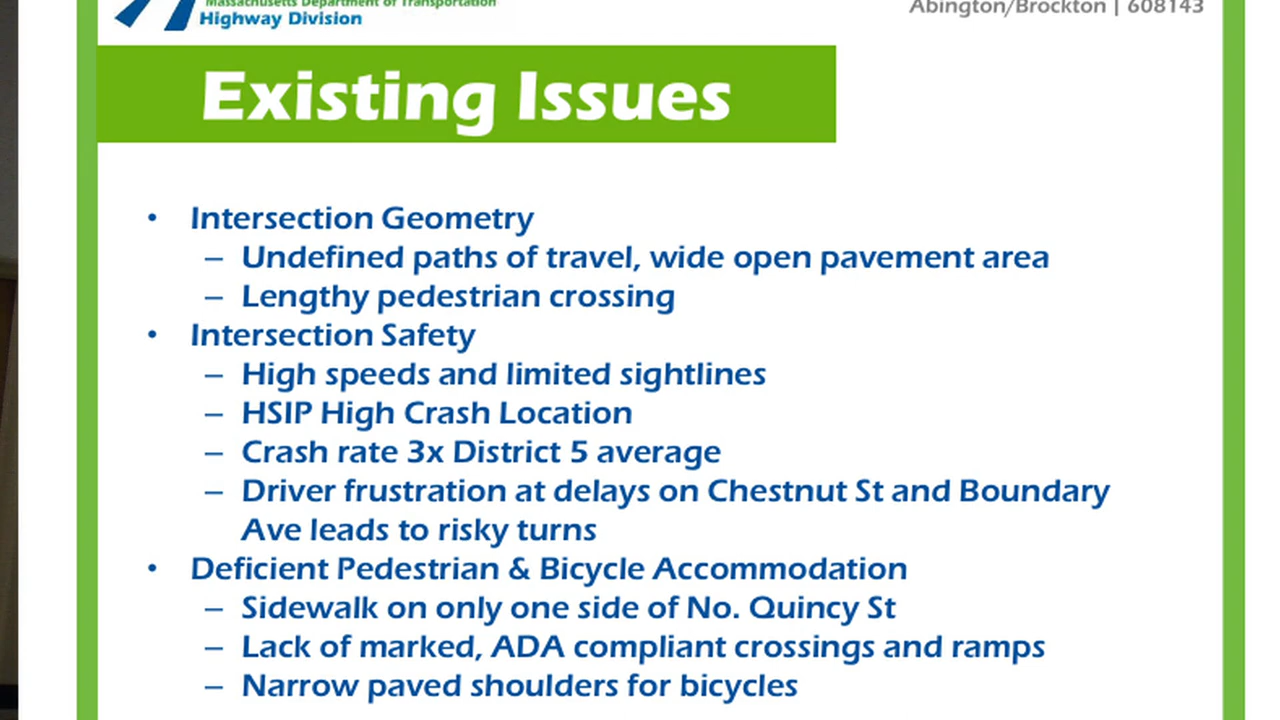 Massachusetts Department of Transportation
Highway Division
Abington/Brockton | 608143
Existing Issues
• Intersection Geometry
– Undefined paths of travel, wide open pavement area
– Lengthy pedestrian crossing
• Intersection Safety
– High speeds and limited sightlines
– HSIP High Crash Location
– Crash rate 3x District 5 average
– Driver frustration at delays on Chestnut St and Boundary
Ave leads to risky turns
• Deficient Pedestrian & Bicycle Accommodation
– Sidewalk on only one side of No. Quincy St
– Lack of marked, ADA compliant crossings and ramps
– Narrow paved shoulders for bicycles